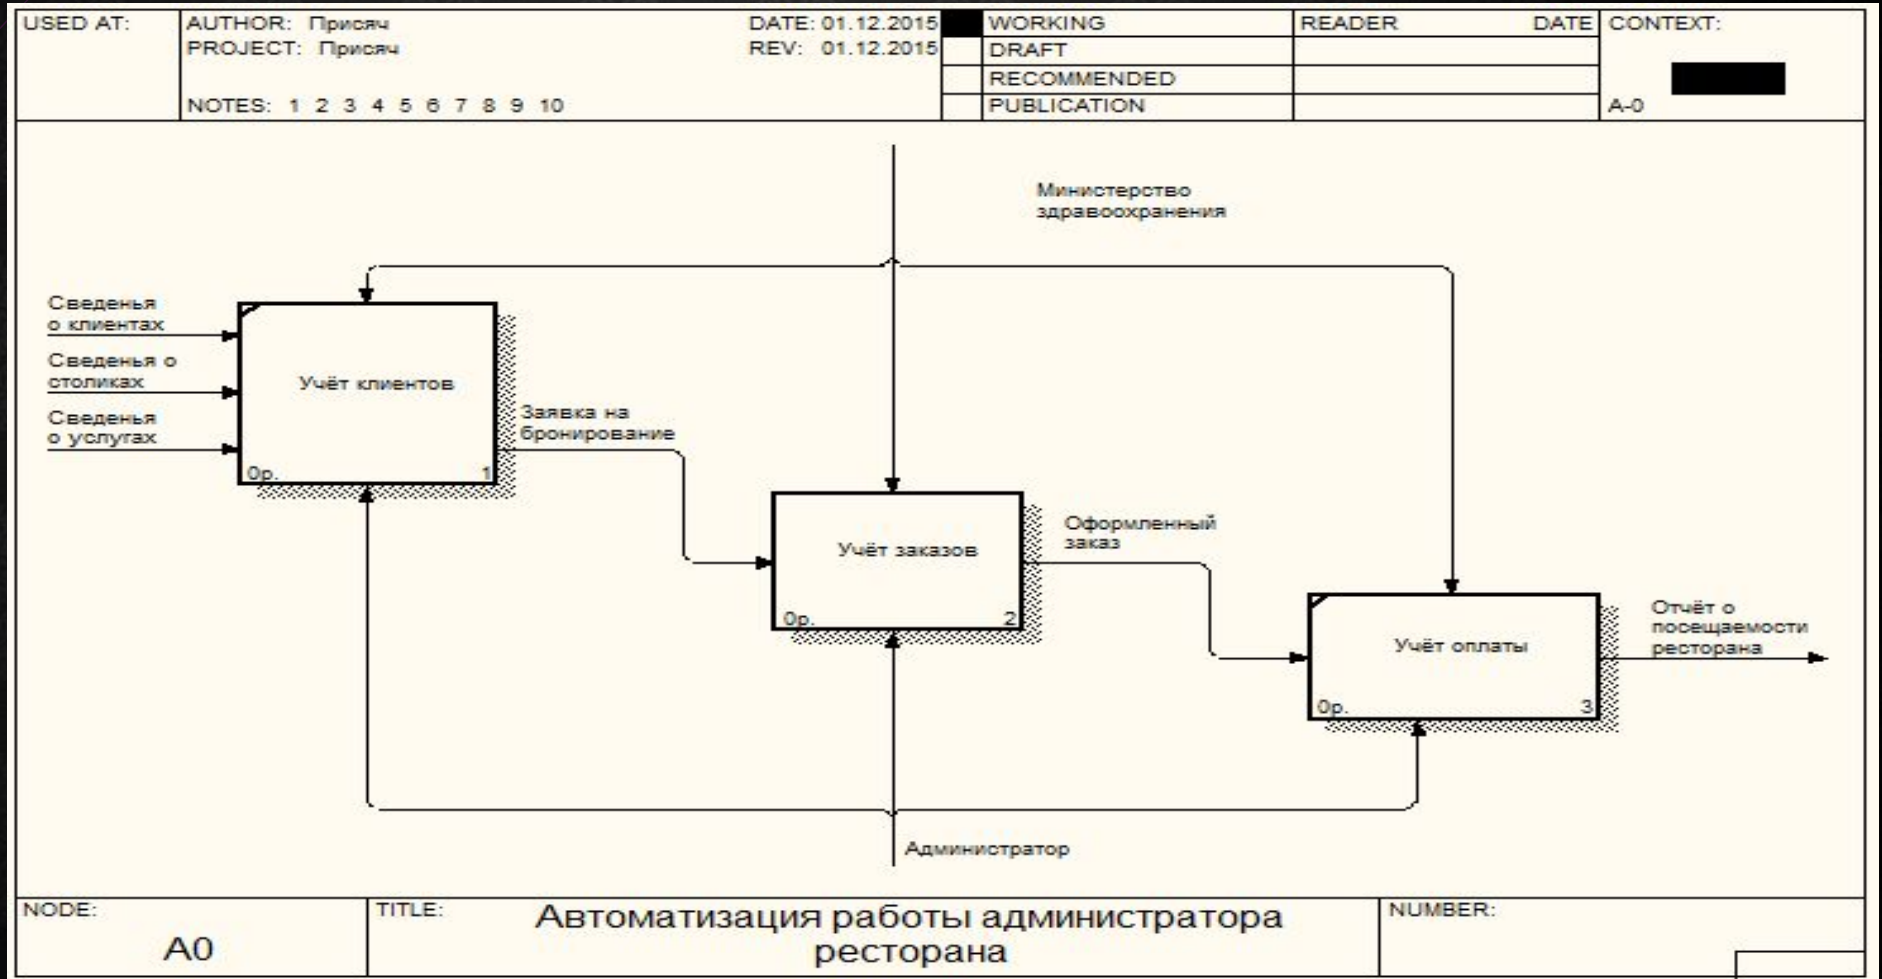 USED AT:
AUTHOR: Присяч
DATE: 01.12.2015
PROJECT: Присяч
REV: 01.12.2015
NOTES: 1 2 3 4 5 6 7 8 9 10
WORKING
DRAFT
RECOMMENDED
PUBLICATION
READER
DATE
CONTEXT:
A-0
Министерство
здравоохранения
Сведенья
о клиентах
Сведенья о
столиках
Сведенья
о услугах
Учёт клиентов
0р.
1
Заявка на
бронирование
Учёт заказов
0р.
2
Оформленный
заказ
Учёт оплаты
0р.
3
Отчёт о
посещаемости
ресторана
Администратор
NODE:
A0
TITLE:
Автоматизация работы администратора
ресторана
NUMBER: